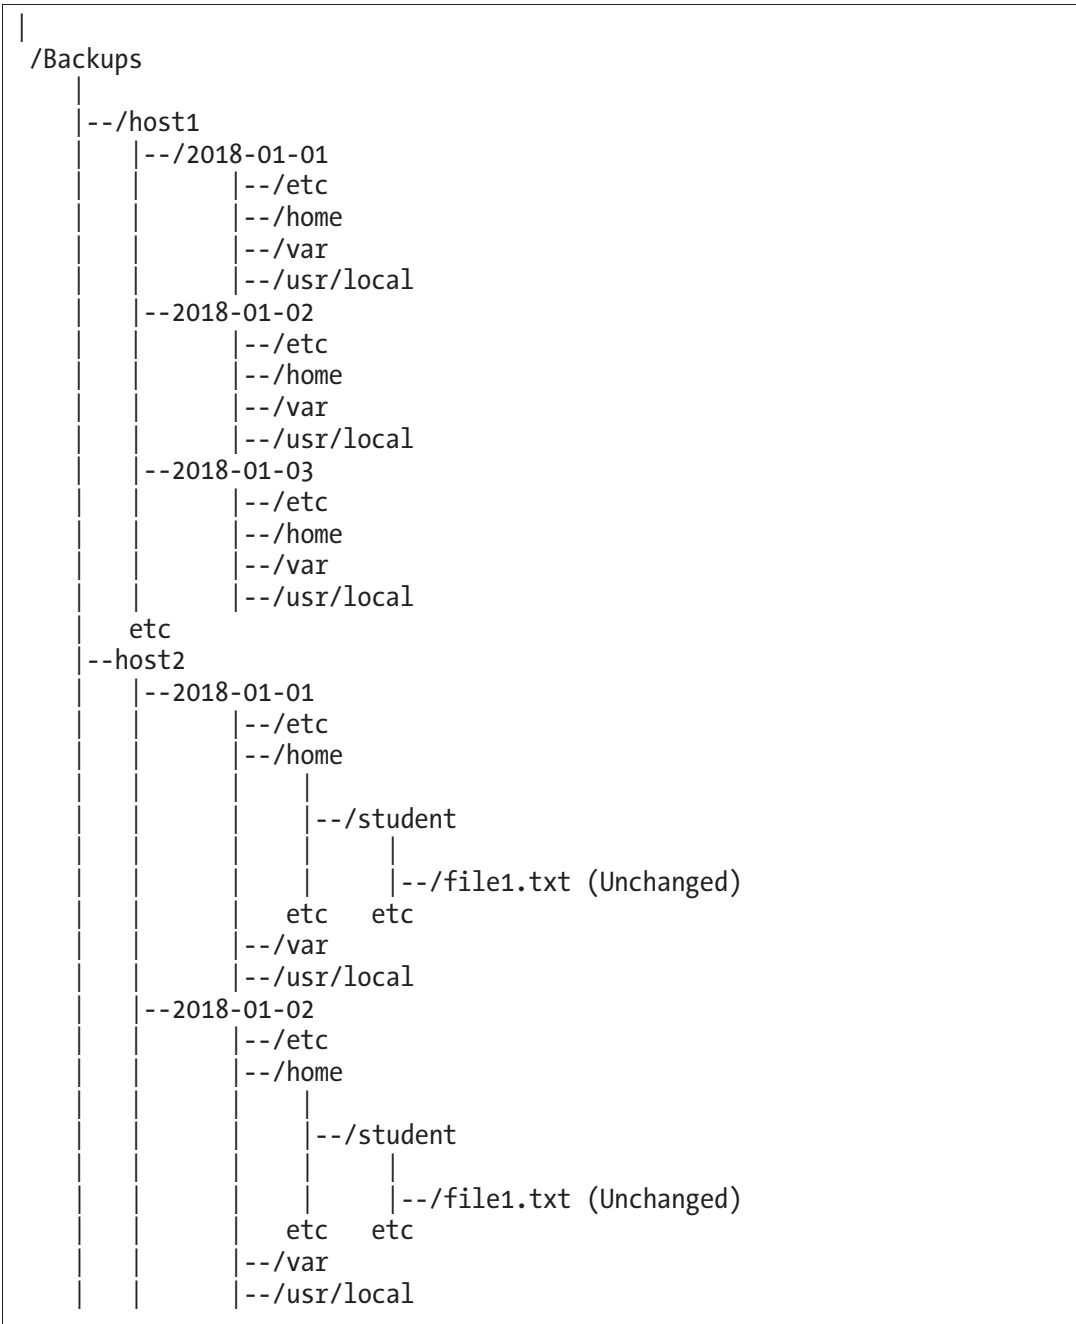 |
 /Backups
    |
    |--/host1
    |   |--/2018-01-01
    |   |      |--/etc
    |   |      |--/home
    |   |      |--/var
    |   |      |--/usr/local
    |   |--2018-01-02
    |   |      |--/etc
    |   |      |--/home
    |   |      |--/var
    |   |      |--/usr/local
    |   |--2018-01-03
    |   |      |--/etc
    |   |      |--/home
    |   |      |--/var
    |   |      |--/usr/local
    |   etc
    |--host2
    |   |--2018-01-01
    |   |      |--/etc
    |   |      |--/home
    |   |      |    |
    |   |      |    |--/student
    |   |      |    |     |
    |   |      |    |     |--/file1.txt (Unchanged)
    |   |      |   etc   etc
    |   |      |--/var
    |   |      |--/usr/local
    |   |--2018-01-02
    |   |      |--/etc
    |   |      |--/home
    |   |      |    |
    |   |      |    |--/student
    |   |      |    |     |
    |   |      |    |     |--/file1.txt (Unchanged)
    |   |      |   etc   etc
    |   |      |--/var
    |   |      |--/usr/local